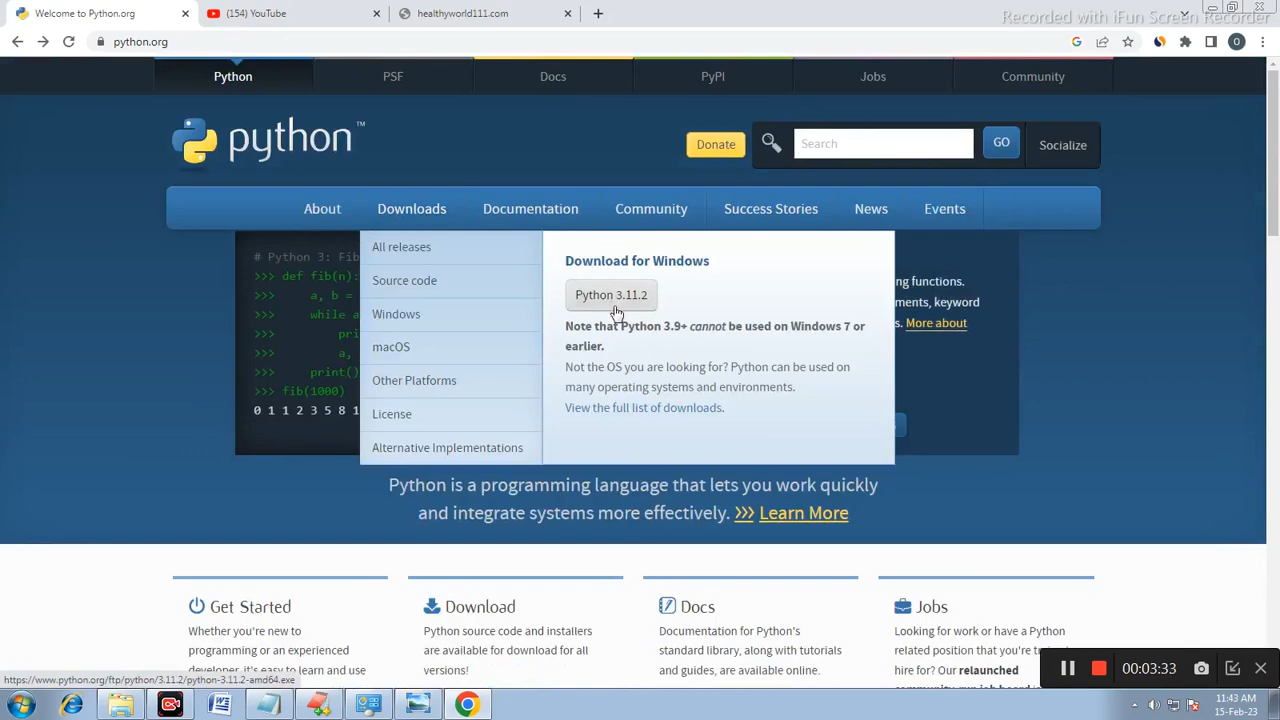 Welcome to Python.org
(154) YouTube
healthyworld111.com
Recorded with iFun Screen Recorder
python.org
O
Python
PSF
Docs
PyPI
Jobs
Community
python™
Donate
Search
GO
Socialize
About
Downloads
Documentation
Community
Success Stories
News
Events
# Python 3: Fib
>>> def fib(n):
a, b =
while a
pri
a,
print()
>>> fib(1000)
0 1 1 2 3 5 8 1
All releases
Source code
Windows
macOS
Other Platforms
License
Alternative Implementations
Download for Windows
Python 3.11.2
Note that Python 3.9+ cannot be used on Windows 7 or
earlier.
Not the OS you are looking for? Python can be used on
many operating systems and environments.
View the full list of downloads.
ng functions.
ments, keyword
More about
Python is a programming language that lets you work quickly
and integrate systems more effectively. >>> Learn More
Get Started
Whether you're new to
programming or an experienced
developer, it's easy to learn and use
Download
Python source code and installers
are available for download for all
versions!
Docs
Documentation for Python's
standard library, along with tutorials
and guides, are available online.
Jobs
Looking for work or have a Python
related position that you're
hire for? Our relaunched
https://www.python.org/ftp/python/3.11.2/python-3.11.2-amd64.exe
00:03:33
11:43 AM
15-Feb-23